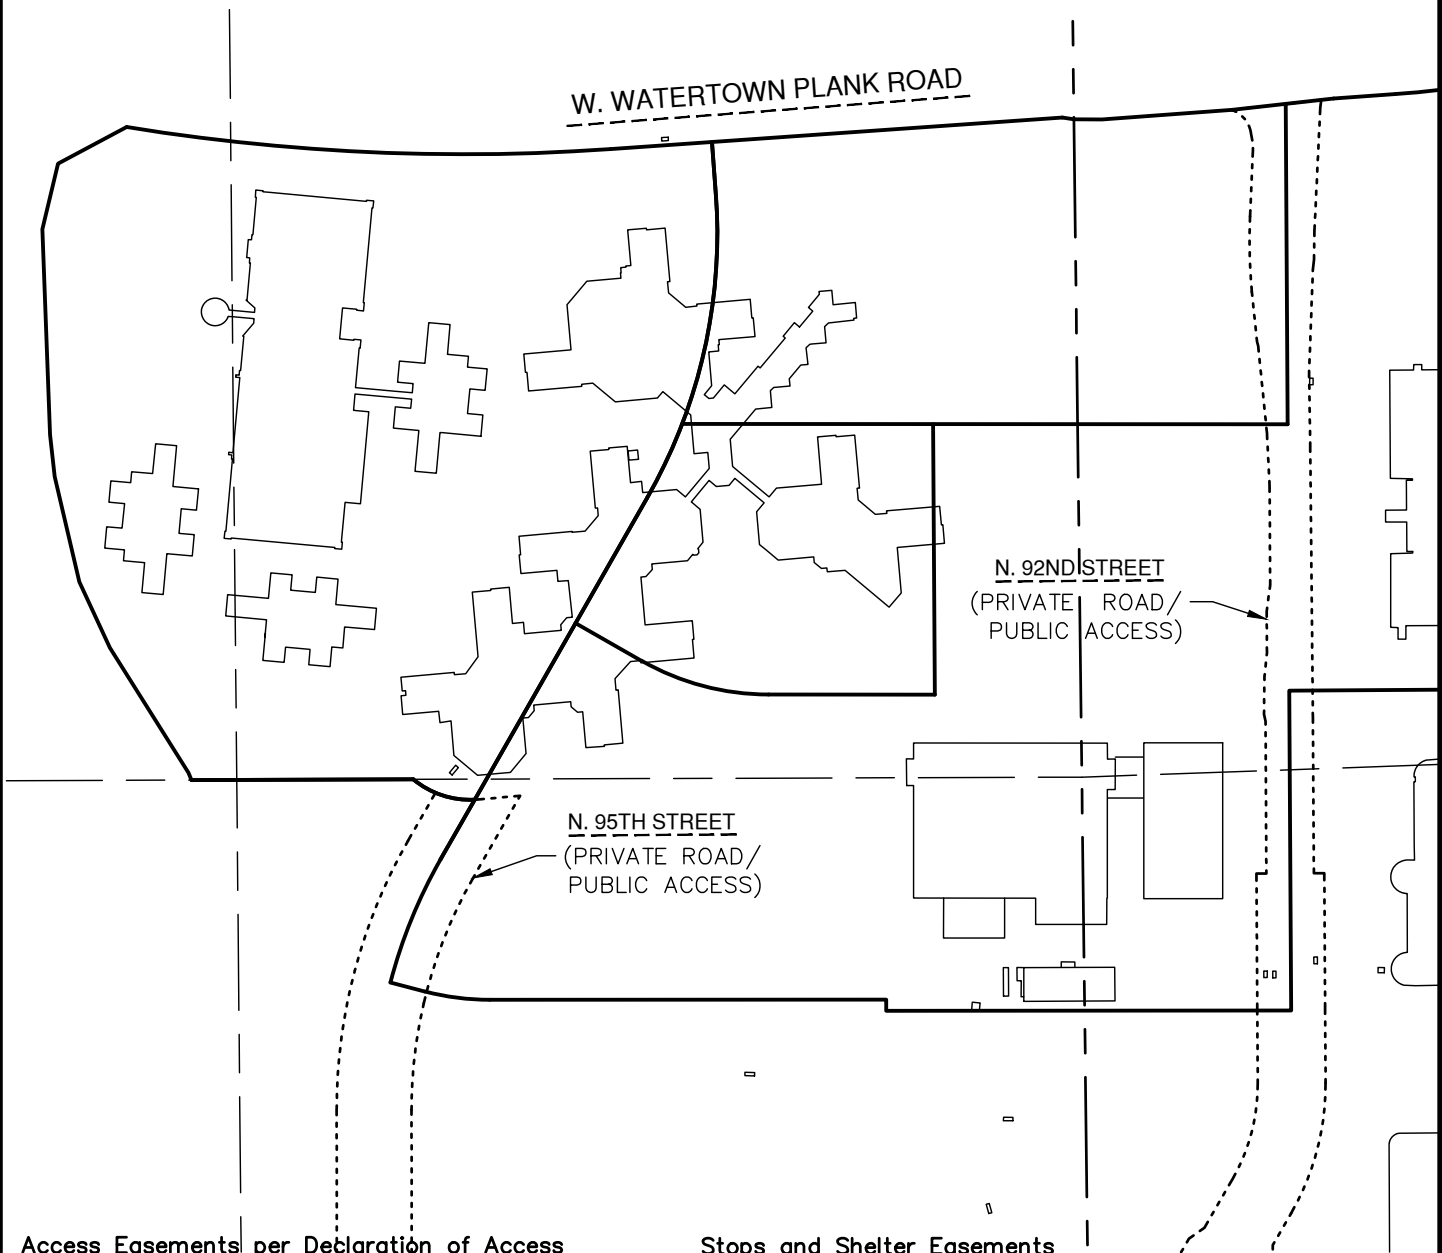 W. WATERTOWN PLANK ROAD
N. 92ND STREET
(PRIVATE ROAD/
PUBLIC ACCESS)
N. 95TH STREET
(PRIVATE ROAD/
PUBLIC ACCESS)
Access Easements per Declaration of Access
Stops and Shelter Easements